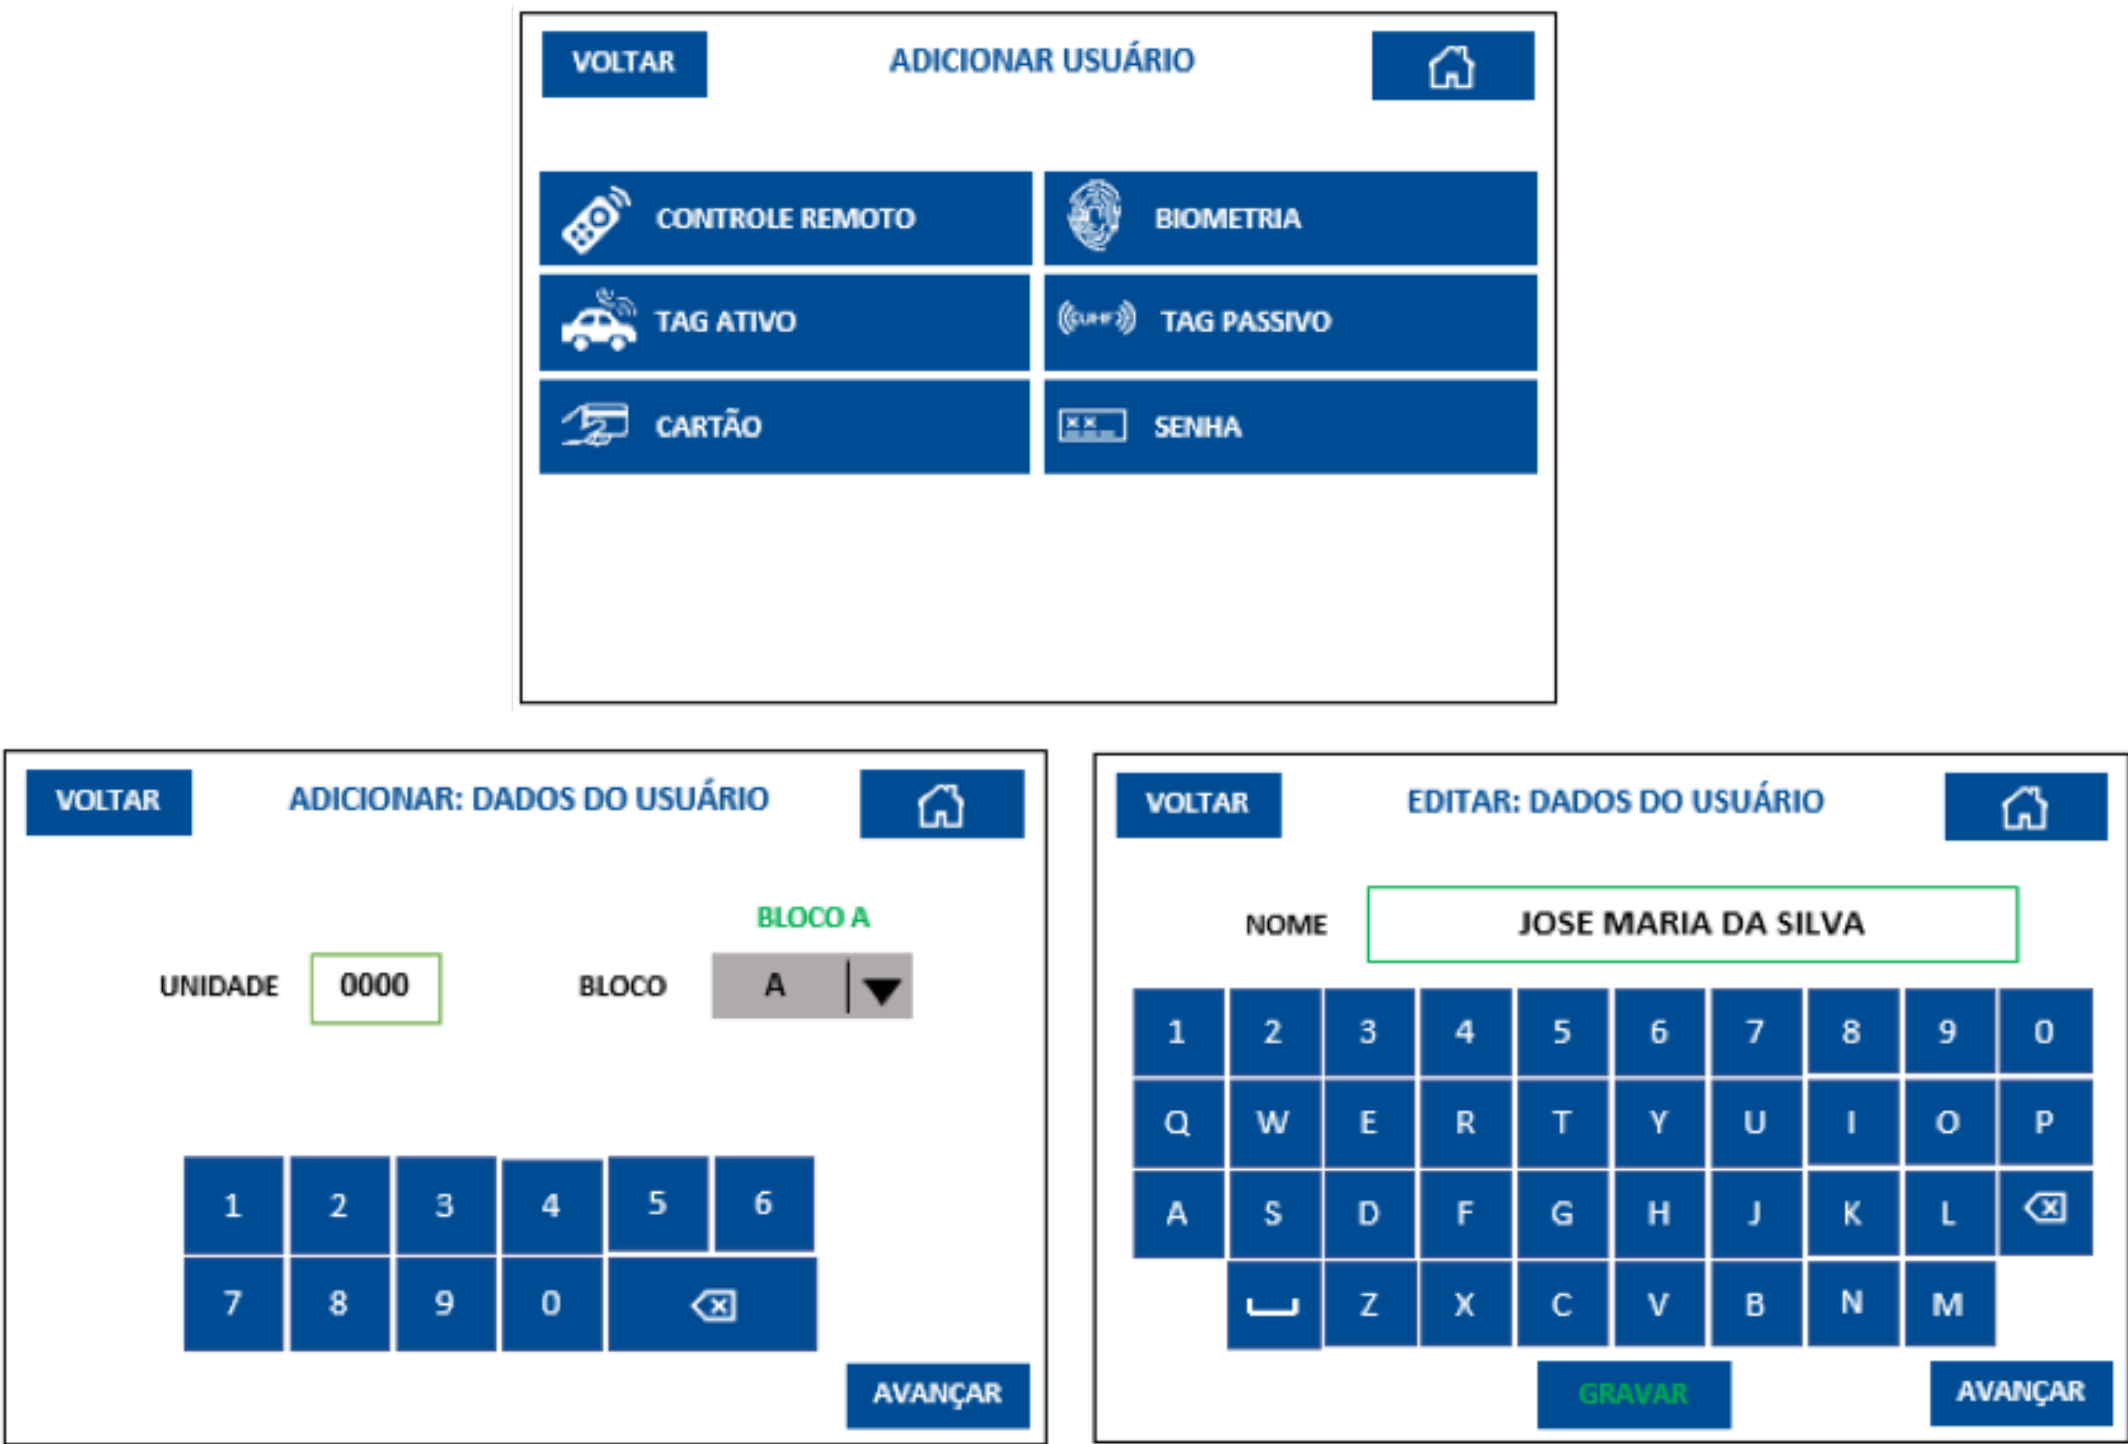 VOLTAR ADICIONAR USUÁRIO
CONTROLE REMOTO BIOMETRIA
TAG ATIVO UHF TAG PASSIVO
CARTÃO SENHA
VOLTAR ADICIONAR: DADOS DO USUÁRIO
BLOCO A
UNIDADE 0000 BLOCO A
1 2 3 4 5 6
7 8 9 0
AVANÇAR
VOLTAR EDITAR: DADOS DO USUÁRIO
NOME JOSE MARIA DA SILVA
1 2 3 4 5 6 7 8 9 0
Q W E R T Y U I O P
A S D F G H J K L
Z X C V B N M
GRAVAR AVANÇAR